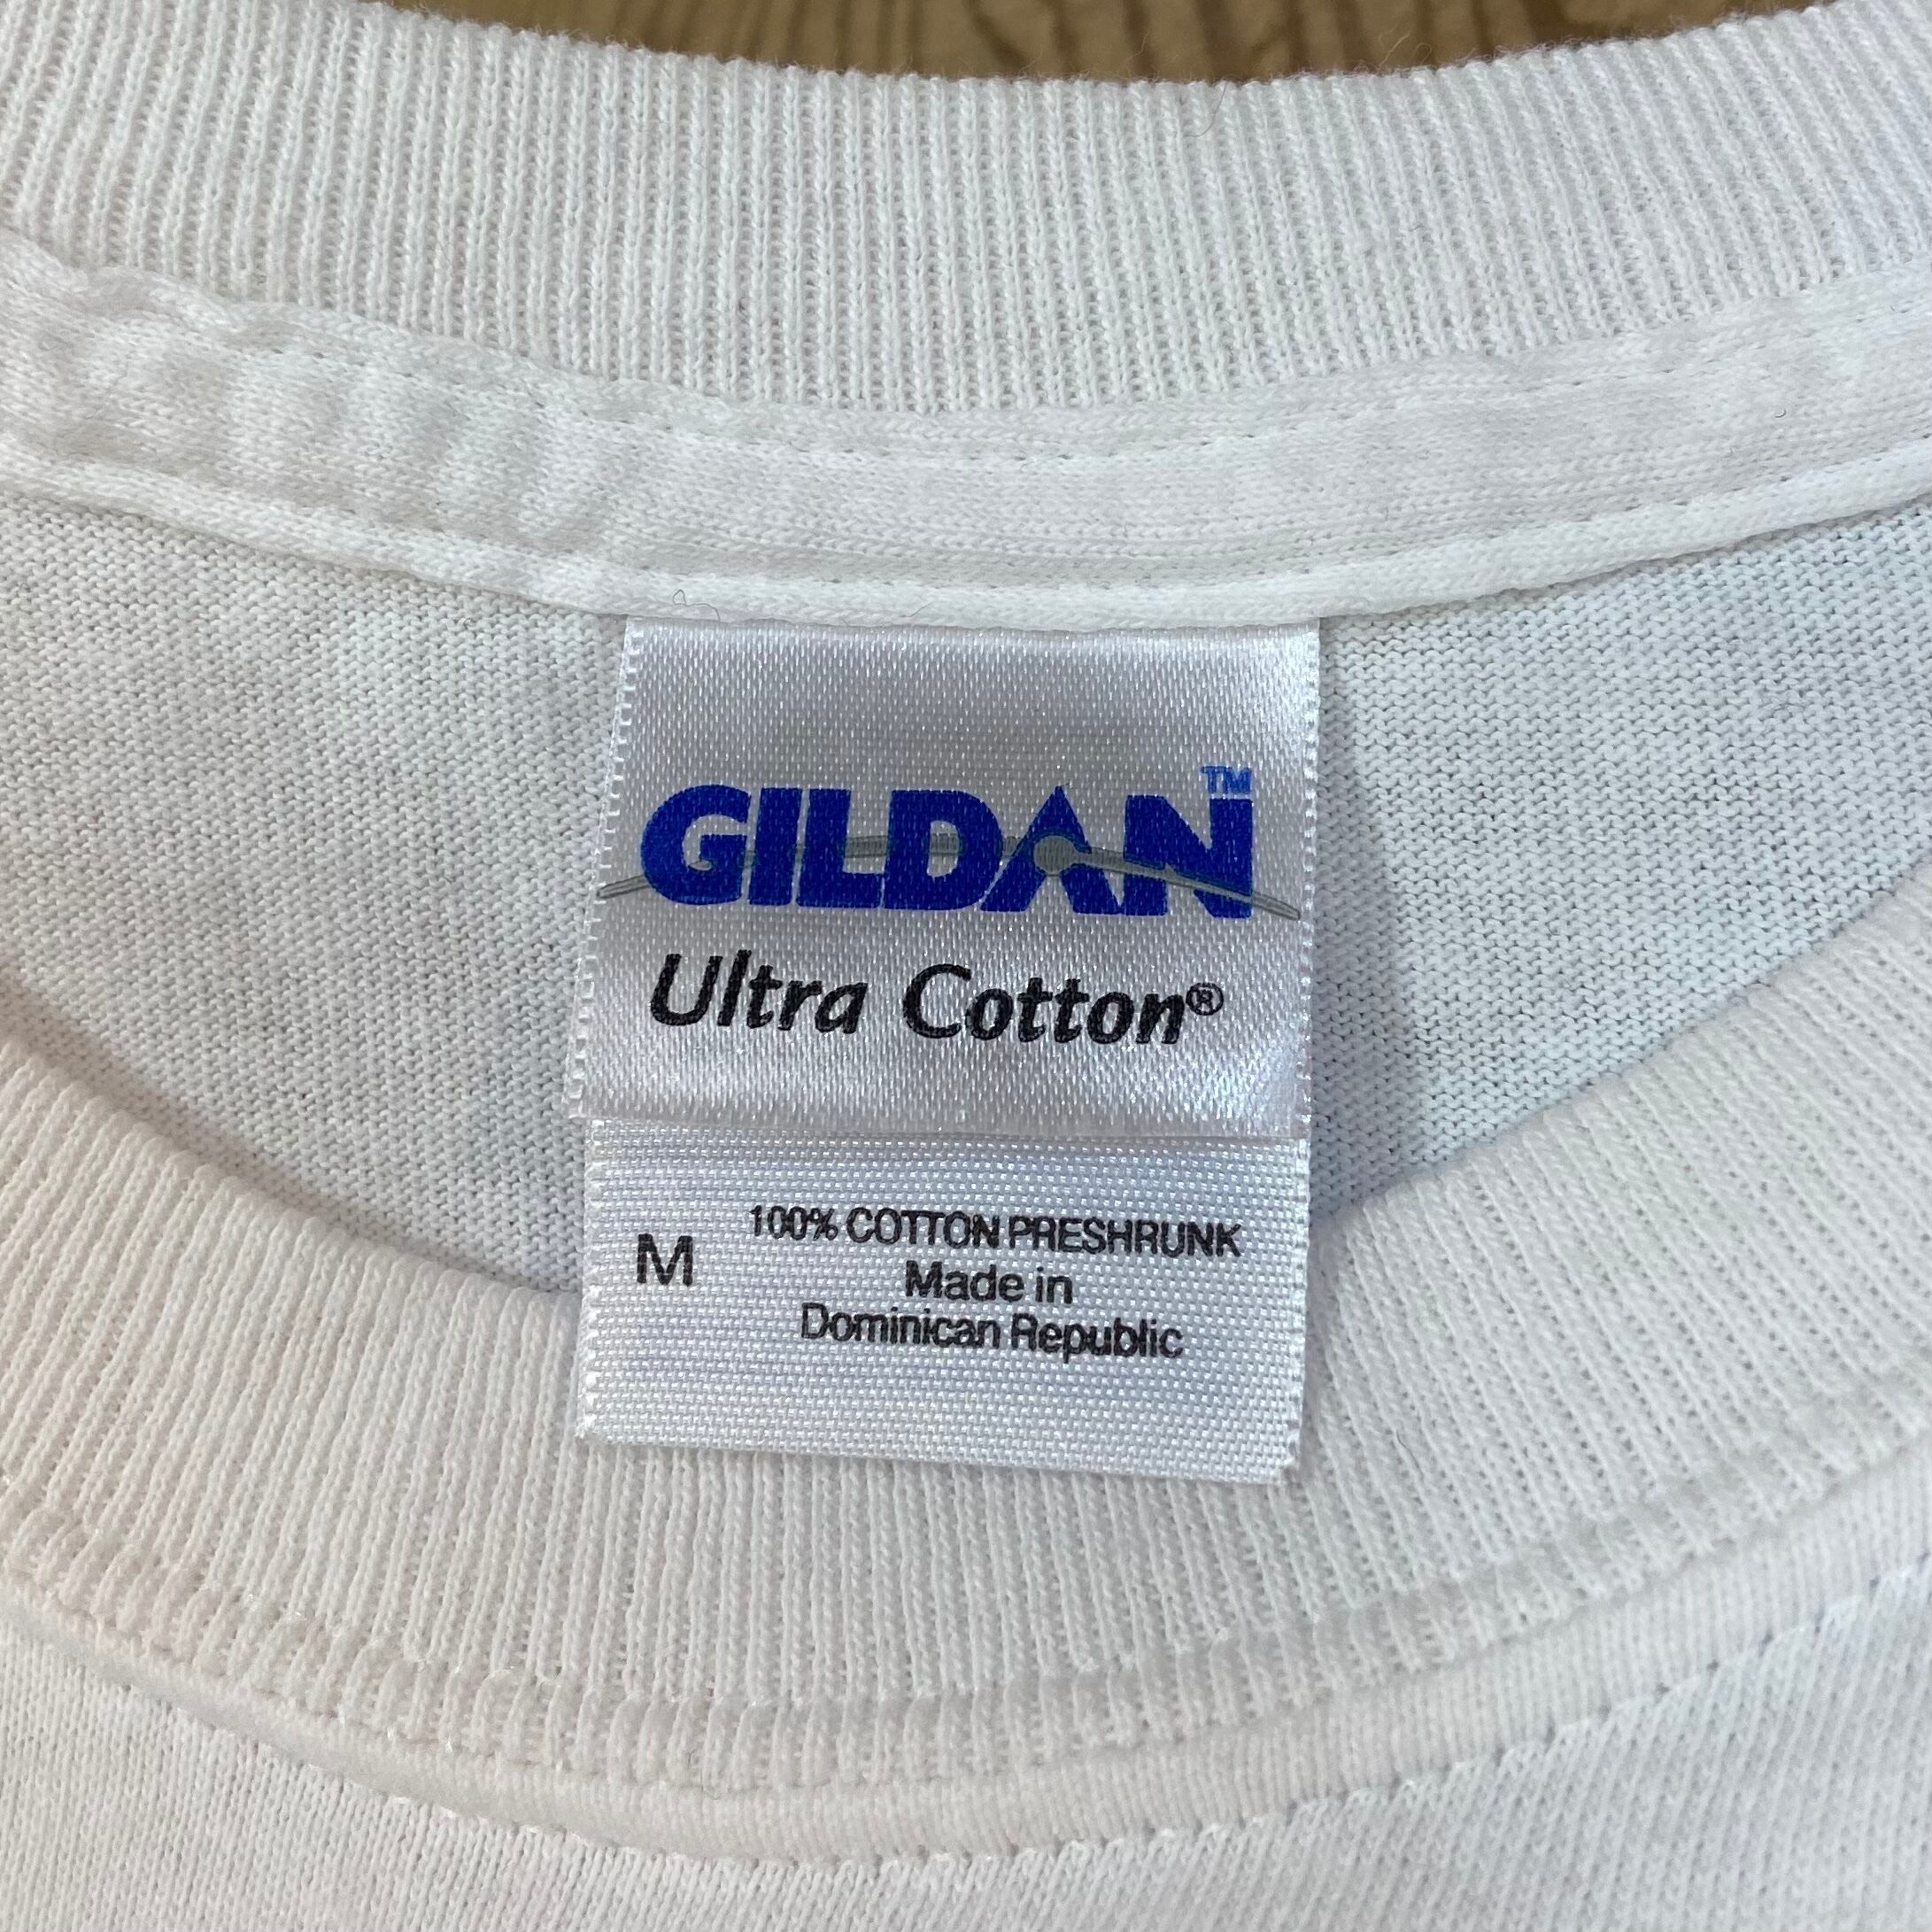 GILDAN™
Ultra Cotton®
M
100% COTTON PRESHRUNK
Made in
Dominican Republic